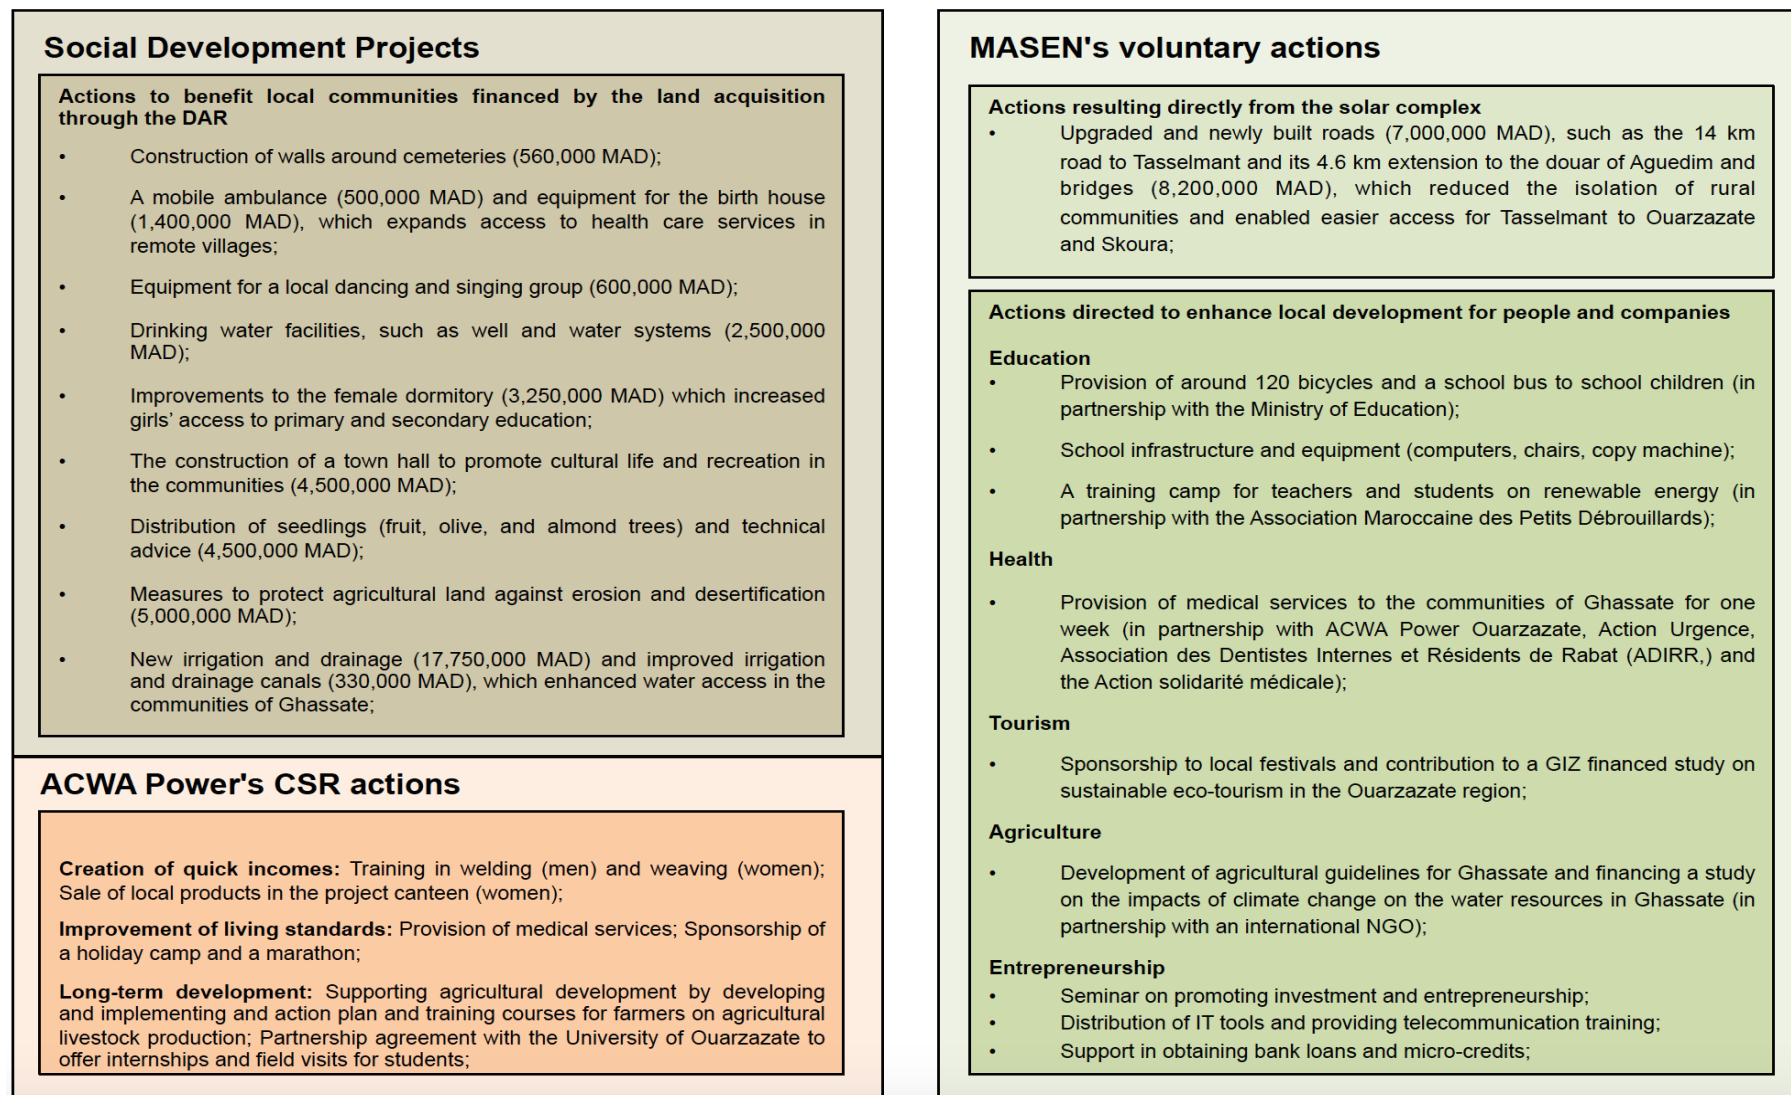 Social Development Projects
Actions to benefit local communities financed by the land acquisition
through the DAR
• Construction of walls around cemeteries (560,000 MAD);
• A mobile ambulance (500,000 MAD) and equipment for the birth house
(1,400,000 MAD), which expands access to health care services in
remote villages;
• Equipment for a local dancing and singing group (600,000 MAD);
• Drinking water facilities, such as well and water systems (2,500,000
MAD);
• Improvements to the female dormitory (3,250,000 MAD) which increased
girls’ access to primary and secondary education;
• The construction of a town hall to promote cultural life and recreation in
the communities (4,500,000 MAD);
• Distribution of seedlings (fruit, olive, and almond trees) and technical
advice (4,500,000 MAD);
• Measures to protect agricultural land against erosion and desertification
(5,000,000 MAD);
• New irrigation and drainage (17,750,000 MAD) and improved irrigation
and drainage canals (330,000 MAD), which enhanced water access in the
communities of Ghassate;
ACWA Power's CSR actions
Creation of quick incomes: Training in welding (men) and weaving (women);
Sale of local products in the project canteen (women);
Improvement of living standards: Provision of medical services; Sponsorship of
a holiday camp and a marathon;
Long-term development: Supporting agricultural development by developing
and implementing and action plan and training courses for farmers on agricultural
livestock production; Partnership agreement with the University of Ouarzazate to
offer internships and field visits for students;
MASEN's voluntary actions
Actions resulting directly from the solar complex
• Upgraded and newly built roads (7,000,000 MAD), such as the 14 km
road to Tasselmant and its 4.6 km extension to the douar of Aguedim and
bridges (8,200,000 MAD), which reduced the isolation of rural
communities and enabled easier access for Tasselmant to Ouarzazate
and Skoura;
Actions directed to enhance local development for people and companies
Education
• Provision of around 120 bicycles and a school bus to school children (in
partnership with the Ministry of Education);
• School infrastructure and equipment (computers, chairs, copy machine);
• A training camp for teachers and students on renewable energy (in
partnership with the Association Maroccaine des Petits Débrouillards);
Health
• Provision of medical services to the communities of Ghassate for one
week (in partnership with ACWA Power Ouarzazate, Action Urgence,
Association des Dentistes Internes et Résidents de Rabat (ADIRR,) and
the Action solidarité médicale);
Tourism
• Sponsorship to local festivals and contribution to a GIZ financed study on
sustainable eco-tourism in the Ouarzazate region;
Agriculture
• Development of agricultural guidelines for Ghassate and financing a study
on the impacts of climate change on the water resources in Ghassate (in
partnership with an international NGO);
Entrepreneurship
• Seminar on promoting investment and entrepreneurship;
• Distribution of IT tools and providing telecommunication training;
• Support in obtaining bank loans and micro-credits;